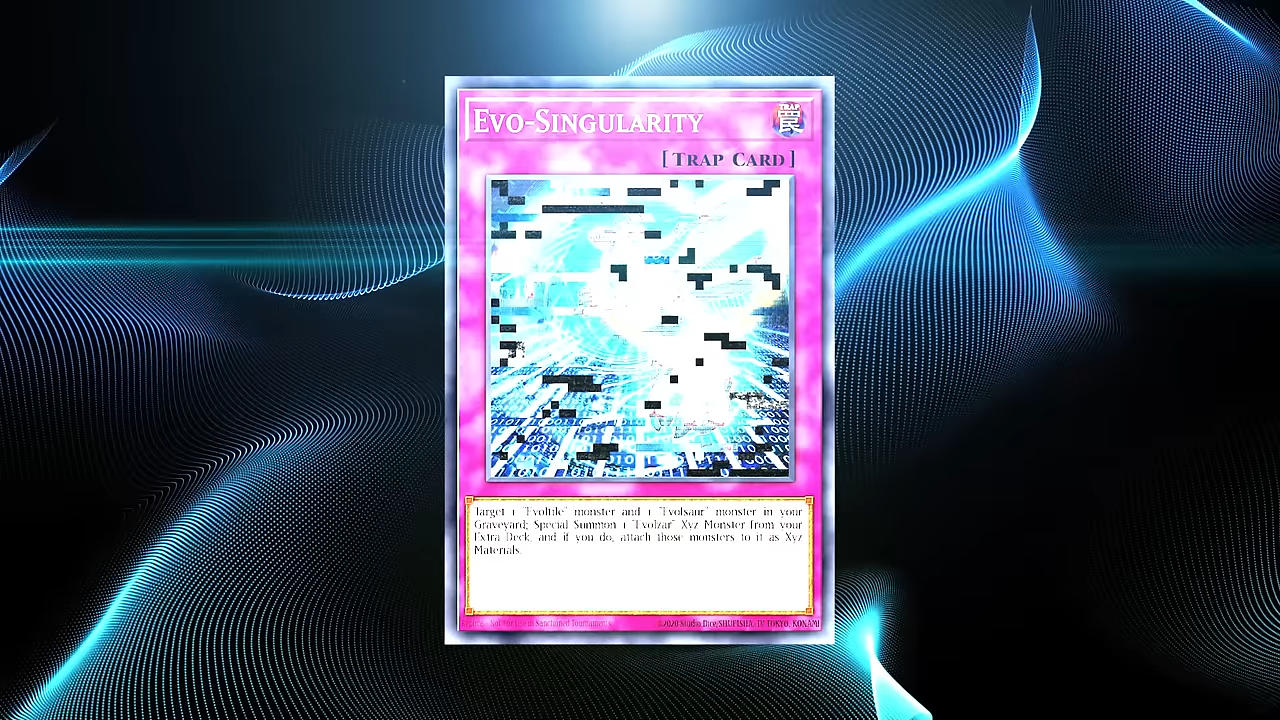 Evo-Singularity
TRAP
罠
[Trap Card]
Target 1 "Evoltile" monster and 1 "Evolsaur" monster in your
Graveyard; Special Summon 1 "Evolzar" Xyz Monster from your
Extra Deck, and if you do, attach those monsters to it as Xyz
Materials.
Not For Use in Sanctioned Tournaments
©2020 Studio Dice/SHUEISHA, TV TOKYO, KONAMI